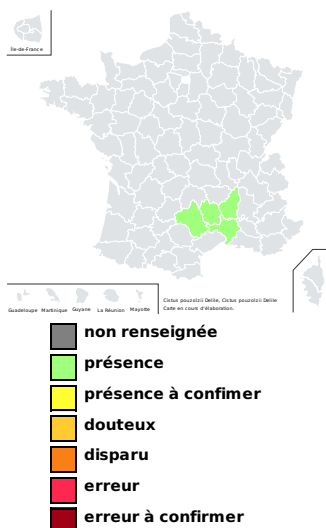 Île-de-France
Guadeloupe Martinique Guyane La Réunion Mayotte
Cistus pouzolzii Delile, Cistus pouzolzii Delile
Carte en cours d'élaboration.
non renseignée
présence
présence à confimer
douteux
disparu
erreur
erreur à confirmer